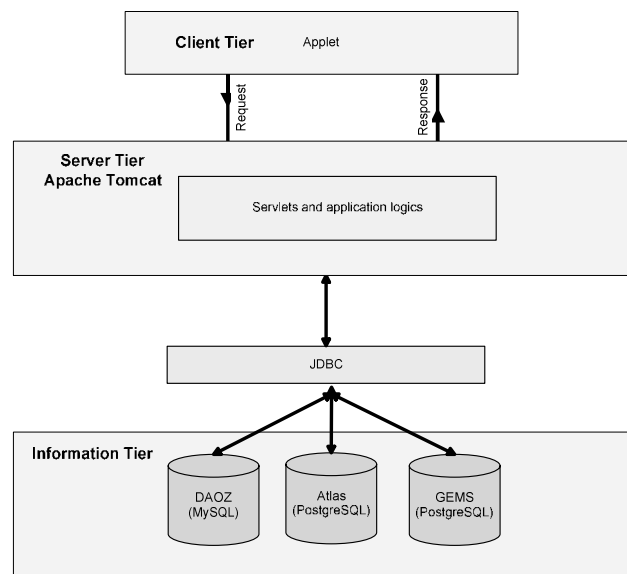 Client Tier
Applet
Request
Response
Server Tier
Apache Tomcat
Servlets and application logics
JDBC
Information Tier
DAOZ
(MySQL)
Atlas
(PostgreSQL)
GEMS
(PostgreSQL)